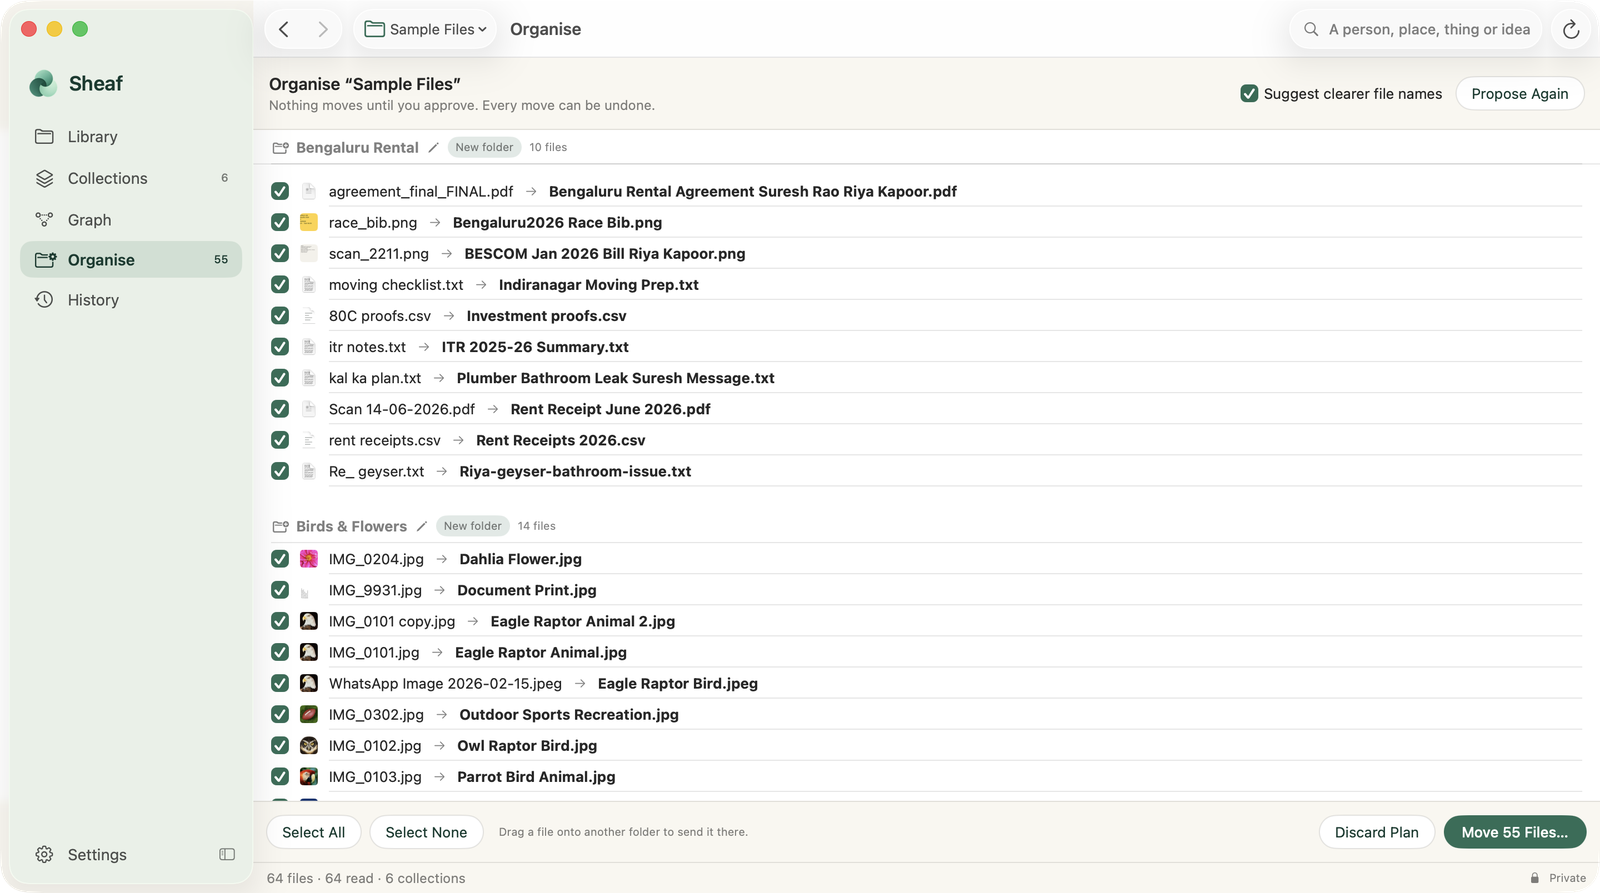 Sample Files
Organise
A person, place, thing or idea
Sheaf
Library
Collections 6
Graph
Organise 55
History
Settings
Organise “Sample Files”
Nothing moves until you approve. Every move can be undone.
Suggest clearer file names
Propose Again
Bengaluru Rental New folder 10 files
agreement_final_FINAL.pdf → Bengaluru Rental Agreement Suresh Rao Riya Kapoor.pdf
race_bib.png → Bengaluru2026 Race Bib.png
scan_2211.png → BESCOM Jan 2026 Bill Riya Kapoor.png
moving checklist.txt → Indiranagar Moving Prep.txt
80C proofs.csv → Investment proofs.csv
itr notes.txt → ITR 2025-26 Summary.txt
kal ka plan.txt → Plumber Bathroom Leak Suresh Message.txt
Scan 14-06-2026.pdf → Rent Receipt June 2026.pdf
rent receipts.csv → Rent Receipts 2026.csv
Re_ geyser.txt → Riya-geyser-bathroom-issue.txt
Birds & Flowers New folder 14 files
IMG_0204.jpg → Dahlia Flower.jpg
IMG_9931.jpg → Document Print.jpg
IMG_0101 copy.jpg → Eagle Raptor Animal 2.jpg
IMG_0101.jpg → Eagle Raptor Animal.jpg
WhatsApp Image 2026-02-15.jpeg → Eagle Raptor Bird.jpeg
IMG_0302.jpg → Outdoor Sports Recreation.jpg
IMG_0102.jpg → Owl Raptor Bird.jpg
IMG_0103.jpg → Parrot Bird Animal.jpg
Select All
Select None
Drag a file onto another folder to send it there.
Discard Plan
Move 55 Files...
64 files · 64 read · 6 collections
Private